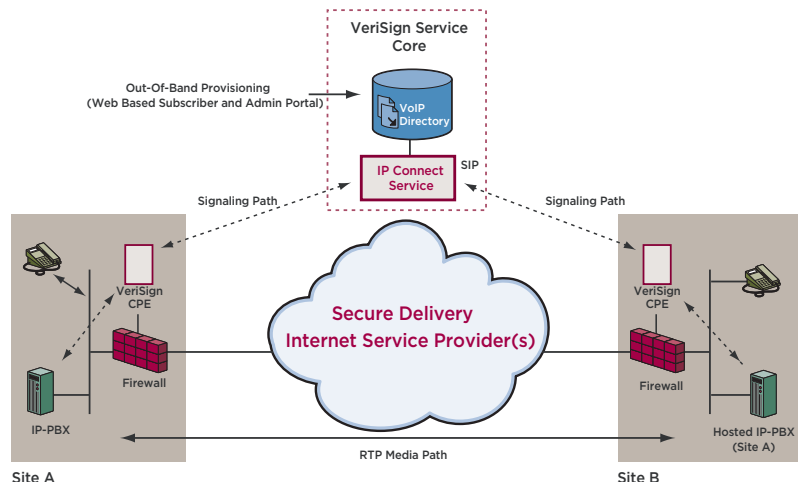 VeriSign Service
Core
Out-Of-Band Provisioning
(Web Based Subscriber and Admin Portal)
VoIP
Directory
SIP
IP Connect
Service
Signaling Path
Signaling Path
VeriSign
CPE
VeriSign
CPE
Secure Delivery
Internet Service Provider(s)
Firewall
Firewall
IP-PBX
Hosted IP-PBX
(Site A)
RTP Media Path
Site A
Site B